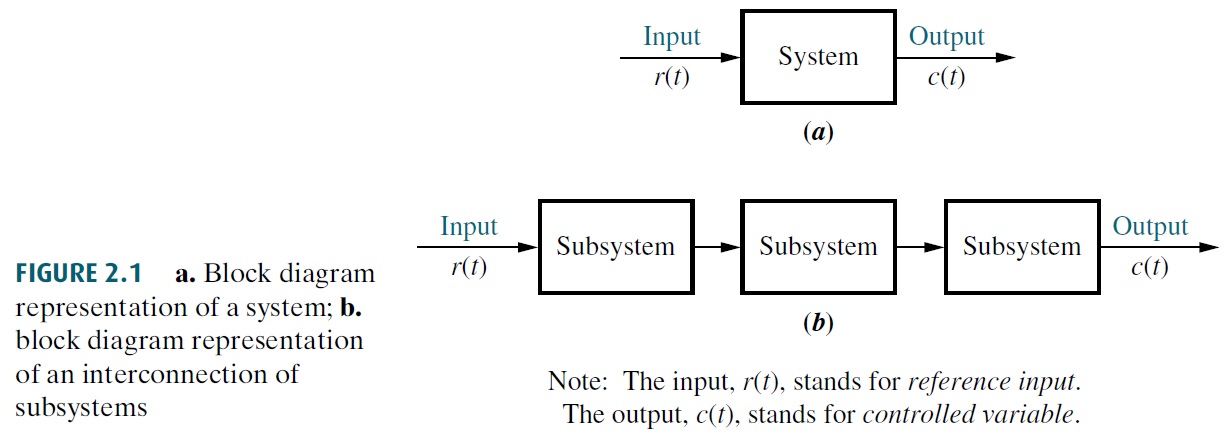 Input
System
Output
r(t)
c(t)
(a)
Input
Subsystem
Subsystem
Subsystem
Output
r(t)
c(t)
(b)
FIGURE 2.1 a. Block diagram
representation of a system; b.
block diagram representation
of an interconnection of
subsystems
Note: The input, r(t), stands for reference input.
The output, c(t), stands for controlled variable.